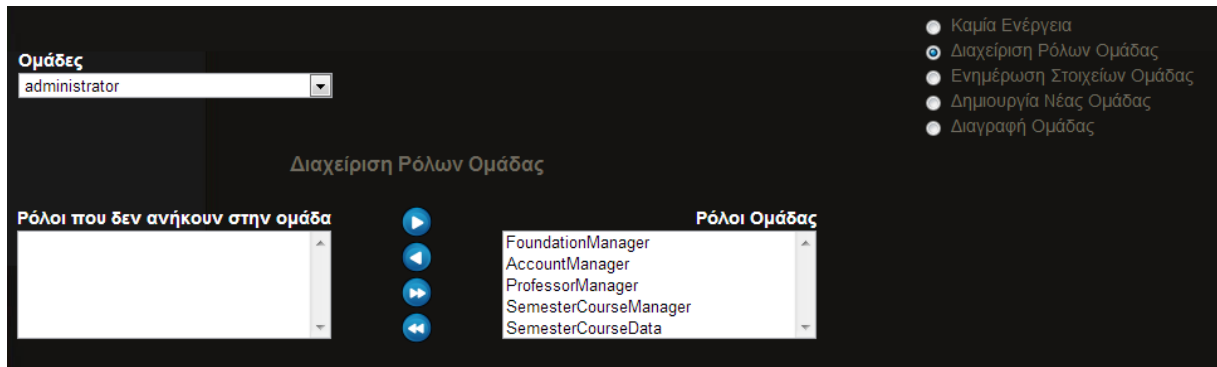 Καμία Ενέργεια
Διαχείριση Ρόλων Ομάδας
Ενημέρωση Στοιχείων Ομάδας
Δημιουργία Νέας Ομάδας
Διαγραφή Ομάδας
Ομάδες
administrator
Διαχείριση Ρόλων Ομάδας
Ρόλοι που δεν ανήκουν στην ομάδα
Ρόλοι Ομάδας
FoundationManager
AccountManager
ProfessorManager
SemesterCourseManager
SemesterCourseData